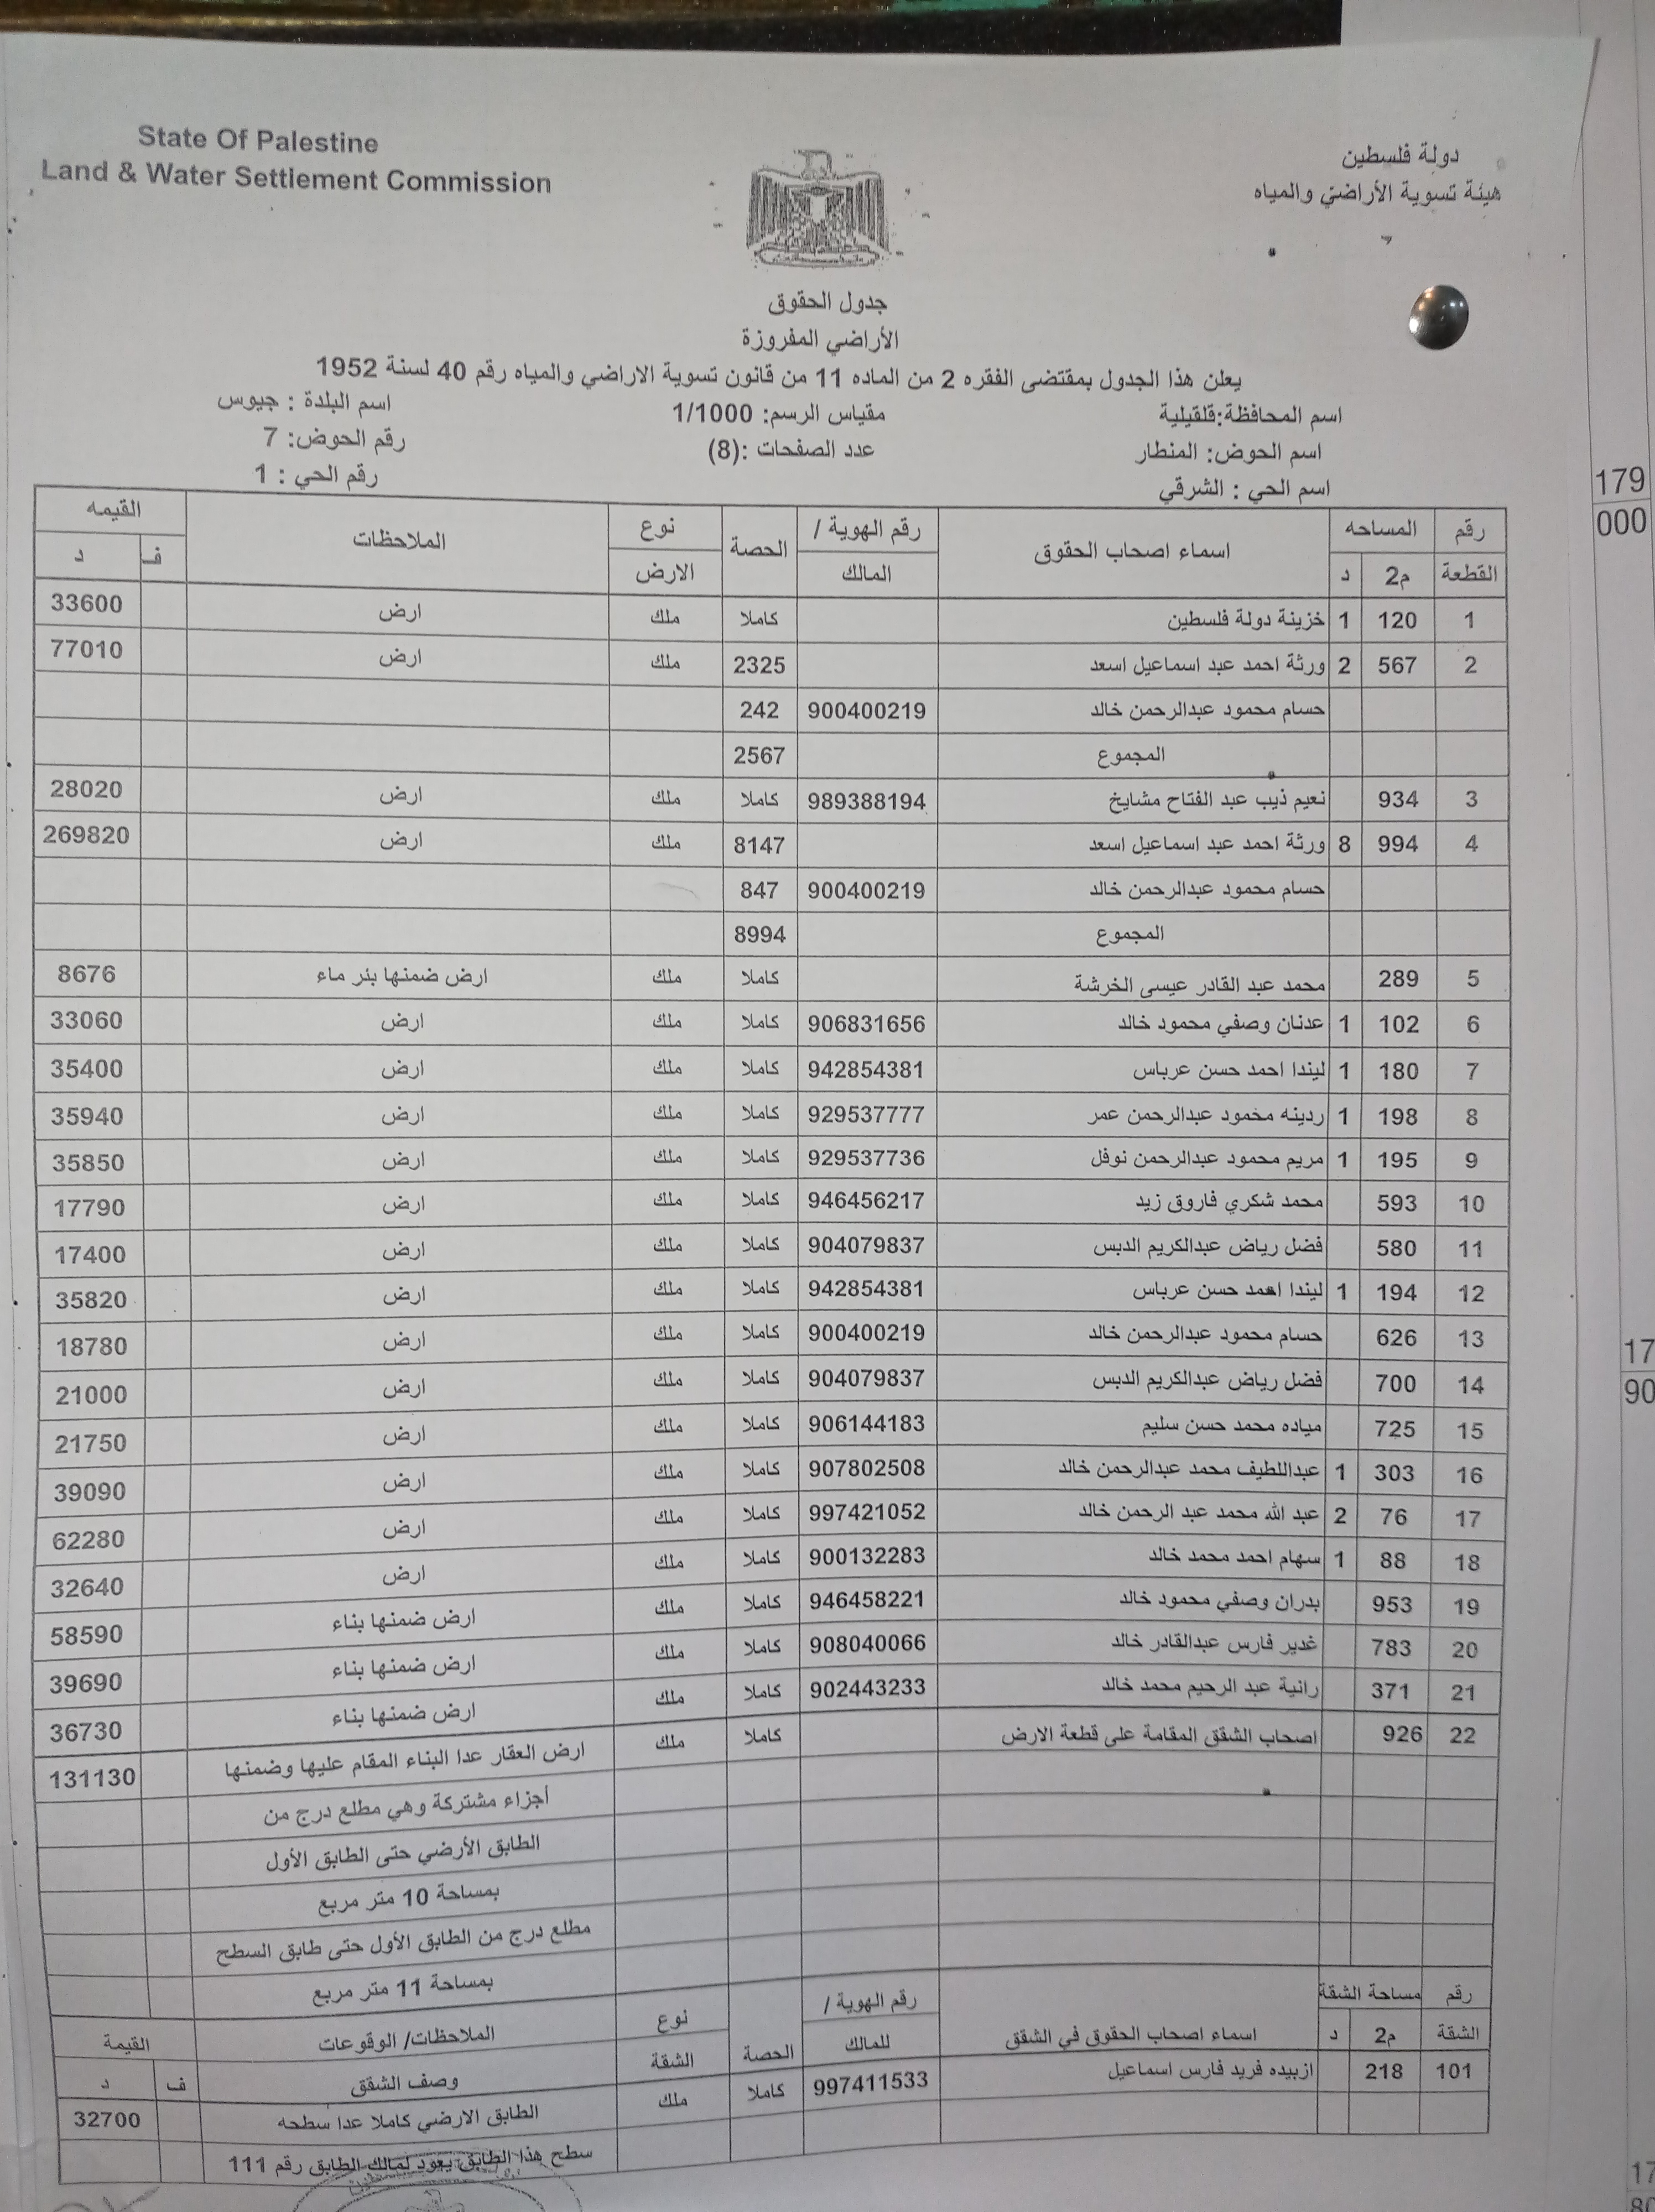 State Of Palestine
Land & Water Settlement Commission
دولة فلسطين
هيئة تسوية الأراضي والمياه
جدول الحقوق
الأراضي المفروزة
يعلن هذا الجدول بمقتضى الفقره 2 من الماده 11 من قانون تسوية الاراضي والمياه رقم 40 لسنة 1952
اسم المحافظة:قلقيلية مقياس الرسم: 1/1000 اسم البلدة : جيوس
اسم الحوض: المنطار عدد الصفحات :(8) رقم الحوض: 7
اسم الحي : الشرقي رقم الحي : 1
رقم المساحه اسماء اصحاب الحقوق رقم الهوية / الحصة نوع الملاحظات القيمه
القطعة م2 د المالك الارض ف د
1 120 1 خزينة دولة فلسطين كاملا ملك ارض 33600
2 567 2 ورثة احمد عبد اسماعيل اسعد 2325 ملك ارض 77010
حسام محمود عبدالرحمن خالد 900400219 242
المجموع 2567
3 934 نعيم ذيب عبد الفتاح مشايخ 989388194 كاملا ملك ارض 28020
4 994 8 ورثة احمد عبد اسماعيل اسعد 8147 ملك ارض 269820
حسام محمود عبدالرحمن خالد 900400219 847
المجموع 8994
5 289 محمد عبد القادر عيسى الخرشة كاملا ملك ارض ضمنها بئر ماء 8676
6 102 1 عدنان وصفي محمود خالد 906831656 كاملا ملك ارض 33060
7 180 1 ليندا احمد حسن عرباس 942854381 كاملا ملك ارض 35400
8 198 1 ردينه محمود عبدالرحمن عمر 929537777 كاملا ملك ارض 35940
9 195 1 مريم محمود عبدالرحمن نوفل 929537736 كاملا ملك ارض 35850
10 593 محمد شكري فاروق زيد 946456217 كاملا ملك ارض 17790
11 580 فضل رياض عبدالكريم الدبس 904079837 كاملا ملك ارض 17400
12 194 1 ليندا احمد حسن عرباس 942854381 كاملا ملك ارض 35820
13 626 حسام محمود عبدالرحمن خالد 900400219 كاملا ملك ارض 18780
14 700 فضل رياض عبدالكريم الدبس 904079837 كاملا ملك ارض 21000
15 725 مياده محمد حسن سليم 906144183 كاملا ملك ارض 21750
16 303 1 عبداللطيف محمد عبدالرحمن خالد 907802508 كاملا ملك ارض 39090
17 76 2 عبد الله محمد عبد الرحمن خالد 997421052 كاملا ملك ارض 62280
18 88 1 سهام احمد محمد خالد 900132283 كاملا ملك ارض 32640
19 953 بدران وصفي محمود خالد 946458221 كاملا ملك ارض ضمنها بناء 58590
20 783 غدير فارس عبدالقادر خالد 908040066 كاملا ملك ارض ضمنها بناء 39690
21 371 رانية عبد الرحيم محمد خالد 902443233 كاملا ملك ارض ضمنها بناء 36730
22 926 اصحاب الشقق المقامة على قطعة الارض كاملا ملك ارض العقار عدا البناء المقام عليها وضمنها 131130
أجزاء مشتركة وهي مطلع درج من
الطابق الأرضي حتى الطابق الأول
بمساحة 10 متر مربع
مطلع درج من الطابق الأول حتى طابق السطح
بمساحة 11 متر مربع
رقم مساحة الشقة اسماء اصحاب الحقوق في الشقق رقم الهوية / الحصة نوع الملاحظات/ الوقوعات القيمة
الشقة م2 د للمالك الشقة وصف الشقق ف د
101 218 ازبيده فريد فارس اسماعيل 997411533 كاملا ملك الطابق الارضي كاملا عدا سطحه 32700
سطح هذا الطابق يعود لمالك الطابق رقم 111
179
000
17
90
17
80